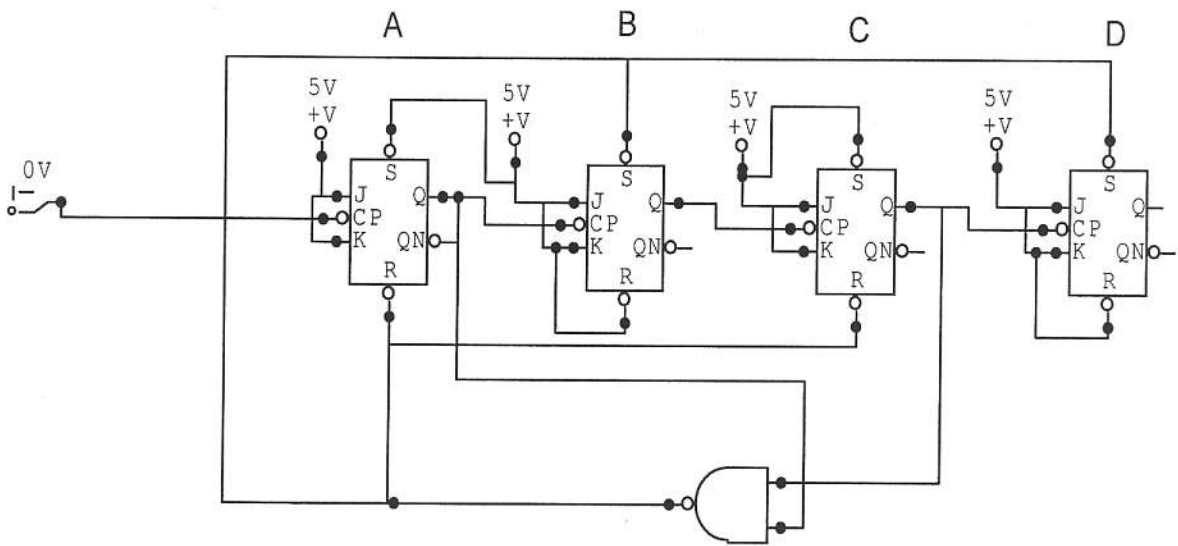 A B C D
5V
+V
5V
+V
5V
+V
5V
+V
0V
S
J Q
CP
K QN
R
S
J Q
CP
K QN
R
S
J Q
CP
K QN
R
S
J Q
CP
K QN
R